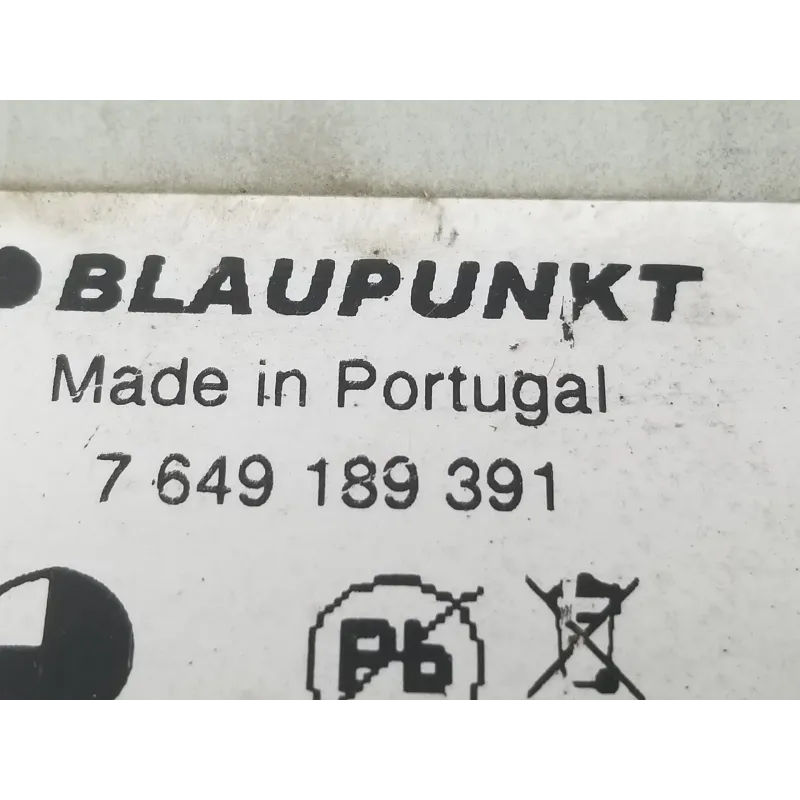 BLAUPUNKT
Made in Portugal
7 649 189 391
Pb